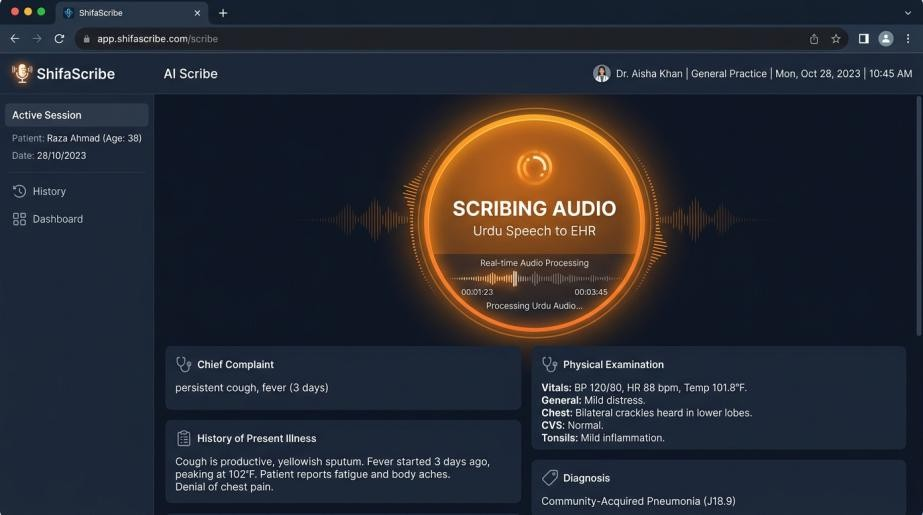 ShifaScribe
app.shifascribe.com/scribe
ShifaScribe
AI Scribe
Dr. Aisha Khan | General Practice | Mon, Oct 28, 2023 | 10:45 AM
Active Session
Patient: Raza Ahmad (Age: 38)
Date: 28/10/2023
History
Dashboard
SCRIBING AUDIO
Urdu Speech to EHR
Real-time Audio Processing
00:01:23 00:03:45
Processing Urdu Audio...
Chief Complaint
persistent cough, fever (3 days)
History of Present Illness
Cough is productive, yellowish sputum. Fever started 3 days ago,
peaking at 102°F. Patient reports fatigue and body aches.
Denial of chest pain.
Physical Examination
Vitals: BP 120/80, HR 88 bpm, Temp 101.8°F.
General: Mild distress.
Chest: Bilateral crackles heard in lower lobes.
CVS: Normal.
Tonsils: Mild inflammation.
Diagnosis
Community-Acquired Pneumonia (J18.9)